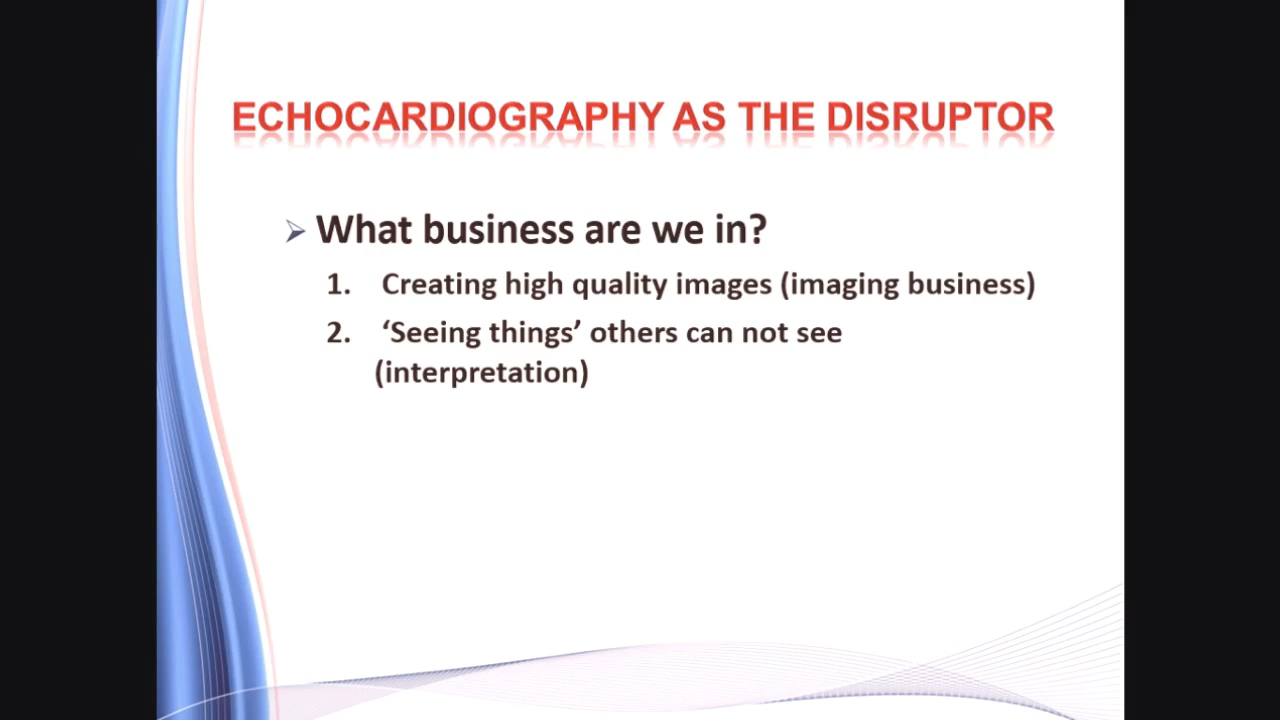 ECHOCARDIOGRAPHY AS THE DISRUPTOR
What business are we in?
1. Creating high quality images (imaging business)
2. ‘Seeing things’ others can not see
(interpretation)